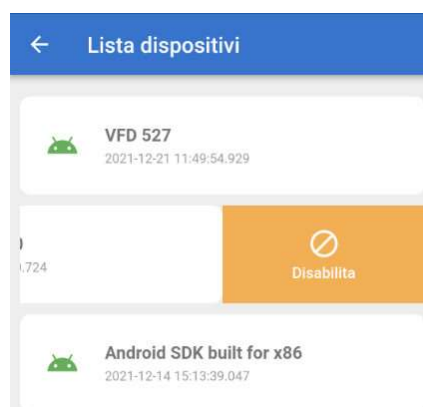 Lista dispositivi
VFD 527
2021-12-21 11:49:54.929
.724
Disabilita
Android SDK built for x86
2021-12-14 15:13:39.047